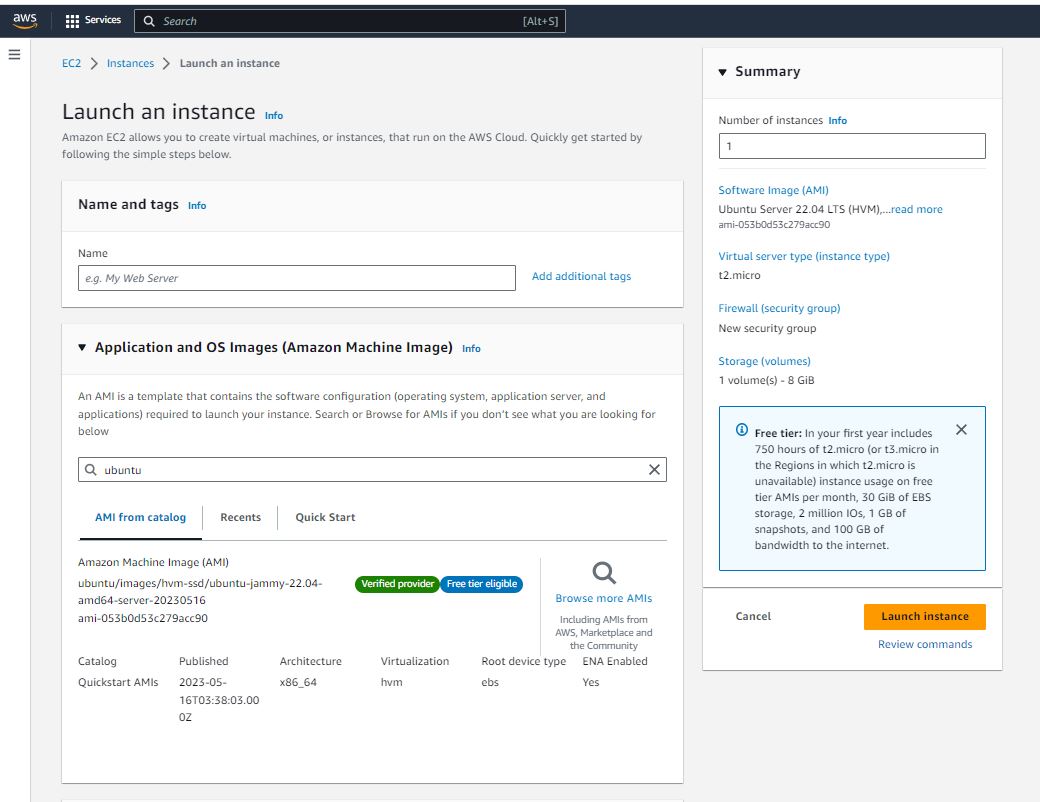 aws
Services
Search
[Alt+S]
EC2 > Instances > Launch an instance
Launch an instance Info
Amazon EC2 allows you to create virtual machines, or instances, that run on the AWS Cloud. Quickly get started by
following the simple steps below.
Name and tags Info
Name
e.g. My Web Server
Add additional tags
Application and OS Images (Amazon Machine Image) Info
An AMI is a template that contains the software configuration (operating system, application server, and
applications) required to launch your instance. Search or Browse for AMIs if you don't see what you are looking for
below
ubuntu
AMI from catalog
Recents
Quick Start
Amazon Machine Image (AMI)
ubuntu/images/hvm-ssd/ubuntu-jammy-22.04-
amd64-server-20230516
ami-053b0d53c279acc90
Verified provider
Free tier eligible
Browse more AMIs
Including AMIs from
AWS, Marketplace and
the Community
Catalog
Quickstart AMIs
Published
2023-05-
16T03:38:03.00
0Z
Architecture
x86_64
Virtualization
hvm
Root device type
ebs
ENA Enabled
Yes
Summary
Number of instances Info
1
Software Image (AMI)
Ubuntu Server 22.04 LTS (HVM),...read more
ami-053b0d53c279acc90
Virtual server type (instance type)
t2.micro
Firewall (security group)
New security group
Storage (volumes)
1 volume(s) - 8 GiB
Free tier: In your first year includes
750 hours of t2.micro (or t3.micro in
the Regions in which t2.micro is
unavailable) instance usage on free
tier AMIs per month, 30 GiB of EBS
storage, 2 million IOs, 1 GB of
snapshots, and 100 GB of
bandwidth to the internet.
Cancel
Launch instance
Review commands